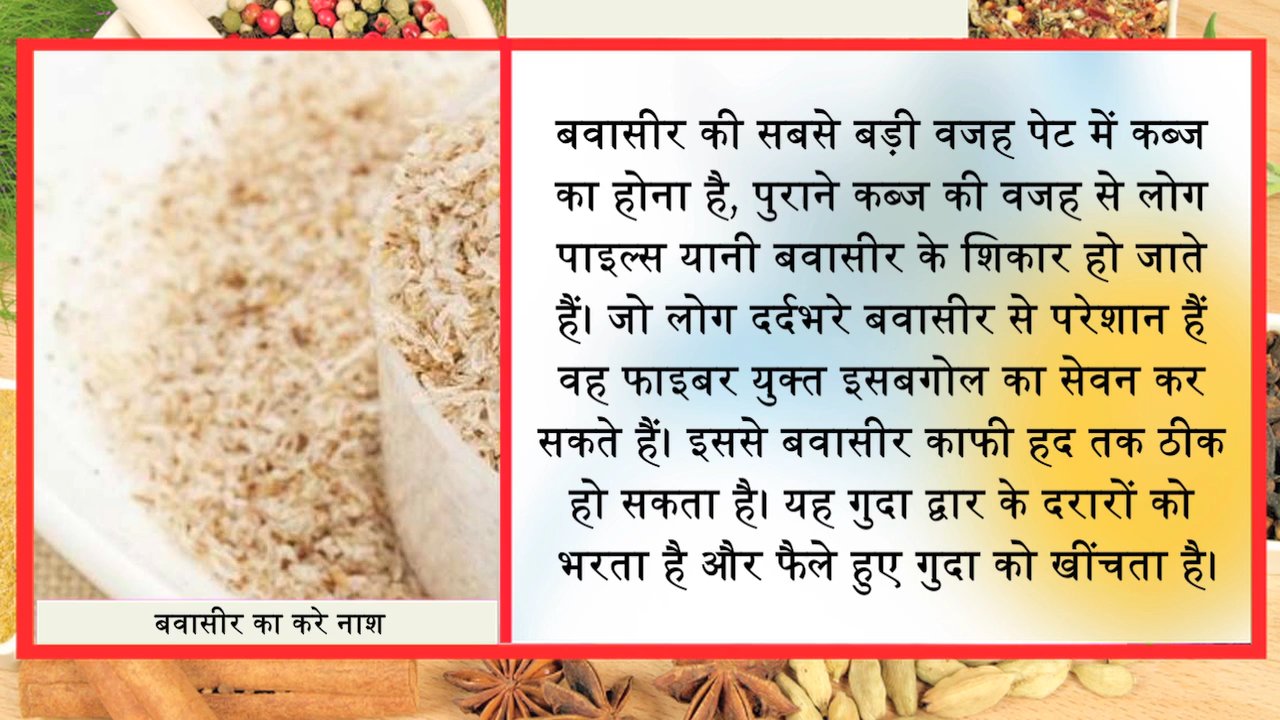 बवासीर की सबसे बड़ी वजह पेट में कब्ज
का होना है, पुराने कब्ज की वजह से लोग
पाइल्स यानी बवासीर के शिकार हो जाते
हैं। जो लोग दर्दभरे बवासीर से परेशान हैं
वह फाइबर युक्त इसबगोल का सेवन कर
सकते हैं। इससे बवासीर काफी हद तक ठीक
हो सकता है। यह गुदा द्वार के दरारों को
भरता है और फैले हुए गुदा को खींचता है।
बवासीर का करे नाश